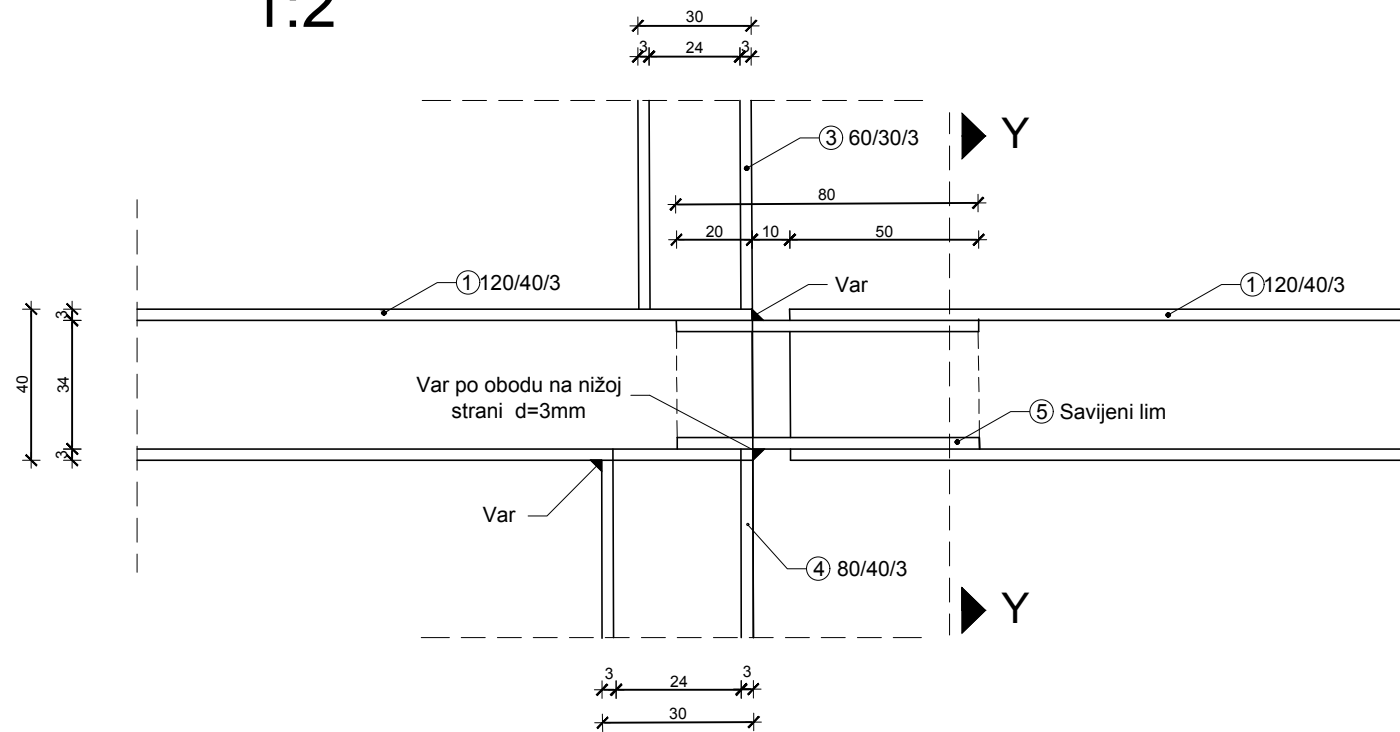 1:2
30
3 24 3
③ 60/30/3
Y
80
20 10 50
① 120/40/3
Var
① 120/40/3
3
40 34
3
Var po obodu na nižoj
strani d=3mm
⑤ Savijeni lim
Var
④ 80/40/3
Y
3 24 3
30